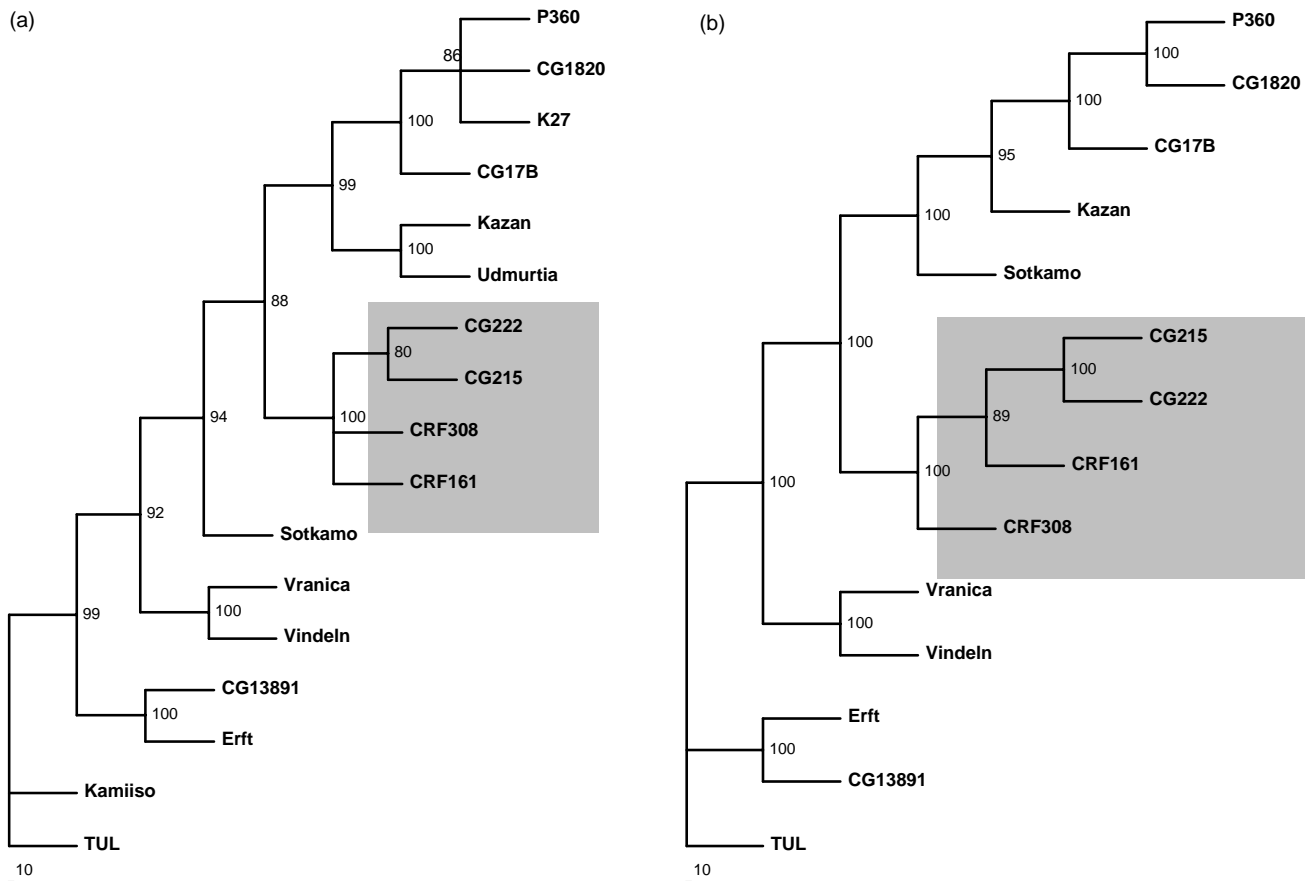 (a)
P360
86
CG1820
K27
100
CG17B
99
Kazan
100
Udmurtia
88
CG222
80
CG215
100
CRF308
94
CRF161
Sotkamo
92
Vranica
100
Vindeln
99
CG13891
100
Erft
Kamiiso
TUL
10
(b)
P360
100
CG1820
100
CG17B
95
Kazan
100
Sotkamo
100
CG215
100
CG222
89
CRF161
100
CRF308
100
Vranica
100
Vindeln
Erft
100
CG13891
TUL
10